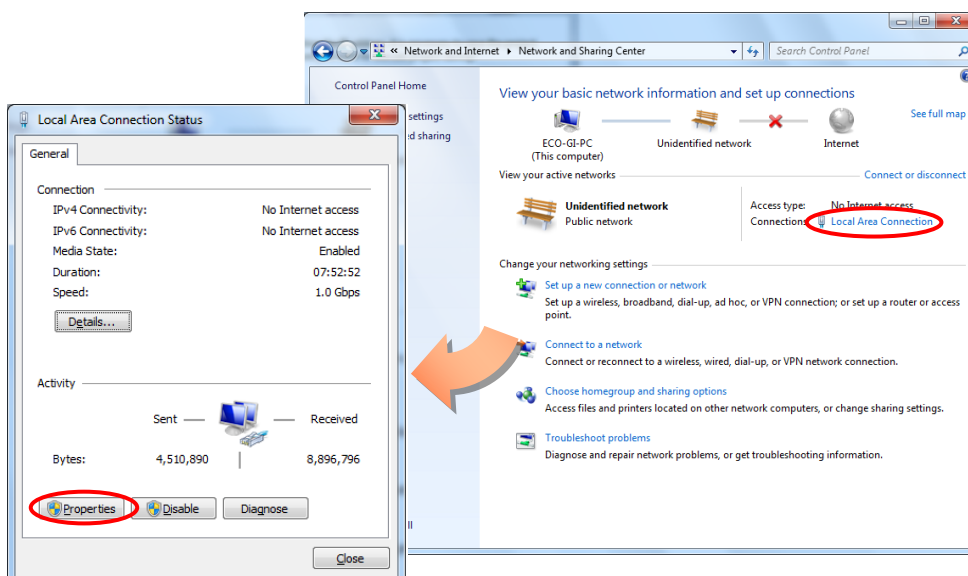 « Network and Internet ▸ Network and Sharing Center
Search Control Panel
Control Panel Home
settings
d sharing
View your basic network information and set up connections
See full map
ECO-GI-PC
(This computer)
Unidentified network
Internet
View your active networks
Connect or disconnect
Unidentified network
Public network
Access type: No Internet access
Connections: Local Area Connection
Change your networking settings
Set up a new connection or network
Set up a wireless, broadband, dial-up, ad hoc, or VPN connection; or set up a router or access
point.
Connect to a network
Connect or reconnect to a wireless, wired, dial-up, or VPN network connection.
Choose homegroup and sharing options
Access files and printers located on other network computers, or change sharing settings.
Troubleshoot problems
Diagnose and repair network problems, or get troubleshooting information.
Local Area Connection Status
General
Connection
IPv4 Connectivity: No Internet access
IPv6 Connectivity: No Internet access
Media State: Enabled
Duration: 07:52:52
Speed: 1.0 Gbps
Details...
Activity
Sent — Received
Bytes: 4,510,890 | 8,896,796
Properties Disable Diagnose
Close